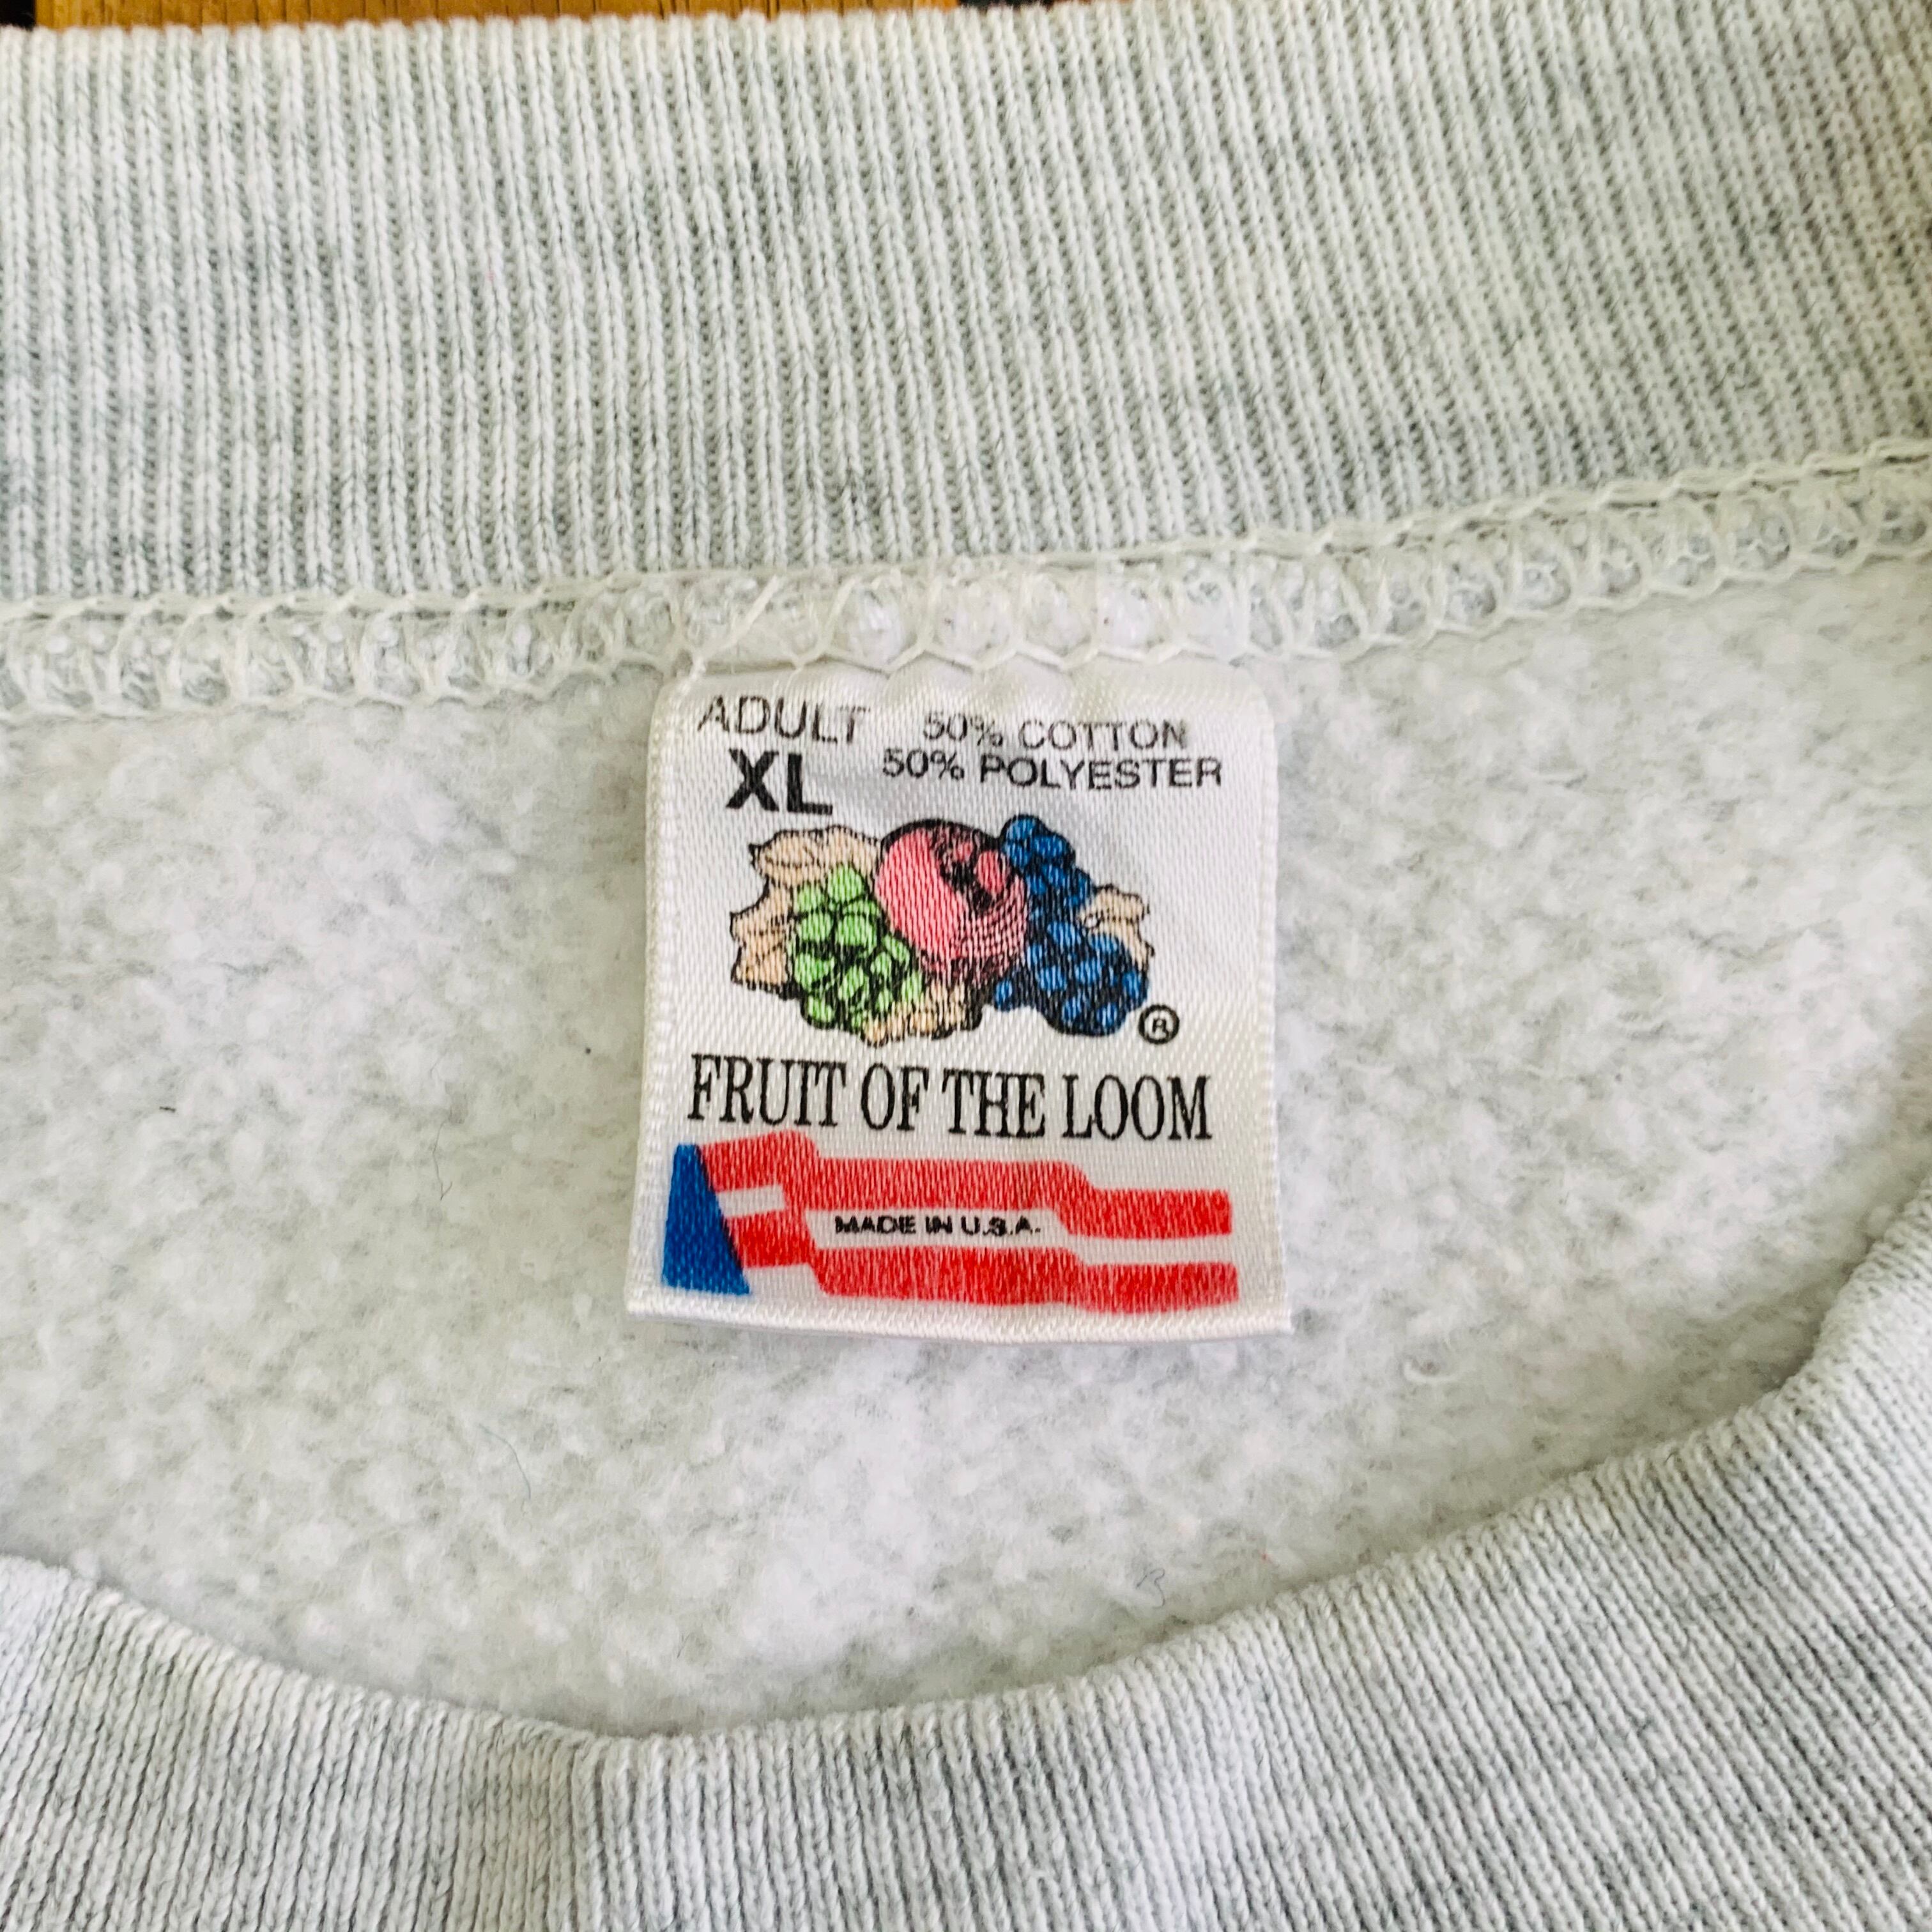 ADULT 50% COTTON
XL 50% POLYESTER
®
FRUIT OF THE LOOM
MADE IN U.S.A.